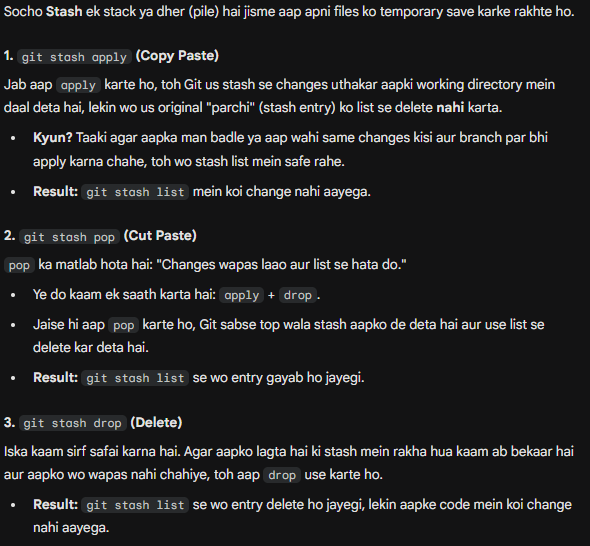 Socho Stash ek stack ya dher (pile) hai jisme aap apni files ko temporary save karke rakhte ho.
1. git stash apply (Copy Paste)
Jab aap apply karte ho, toh Git us stash se changes uthakar aapki working directory mein
daal deta hai, lekin wo us original "parchi" (stash entry) ko list se delete nahi karta.
• Kyun? Taaki agar aapka man badle ya aap wahi same changes kisi aur branch par bhi
apply karna chahe, toh wo stash list mein safe rahe.
• Result: git stash list mein koi change nahi aayega.
2. git stash pop (Cut Paste)
pop ka matlab hota hai: "Changes wapas laao aur list se hata do."
• Ye do kaam ek saath karta hai: apply + drop.
• Jaise hi aap pop karte ho, Git sabse top wala stash aapko de deta hai aur use list se
delete kar deta hai.
• Result: git stash list se wo entry gayab ho jayegi.
3. git stash drop (Delete)
Iska kaam sirf safai karna hai. Agar aapko lagta hai ki stash mein rakha hua kaam ab bekaar hai
aur aapko wo wapas nahi chahiye, toh aap drop use karte ho.
• Result: git stash list se wo entry delete ho jayegi, lekin aapke code mein koi change
nahi aayega.